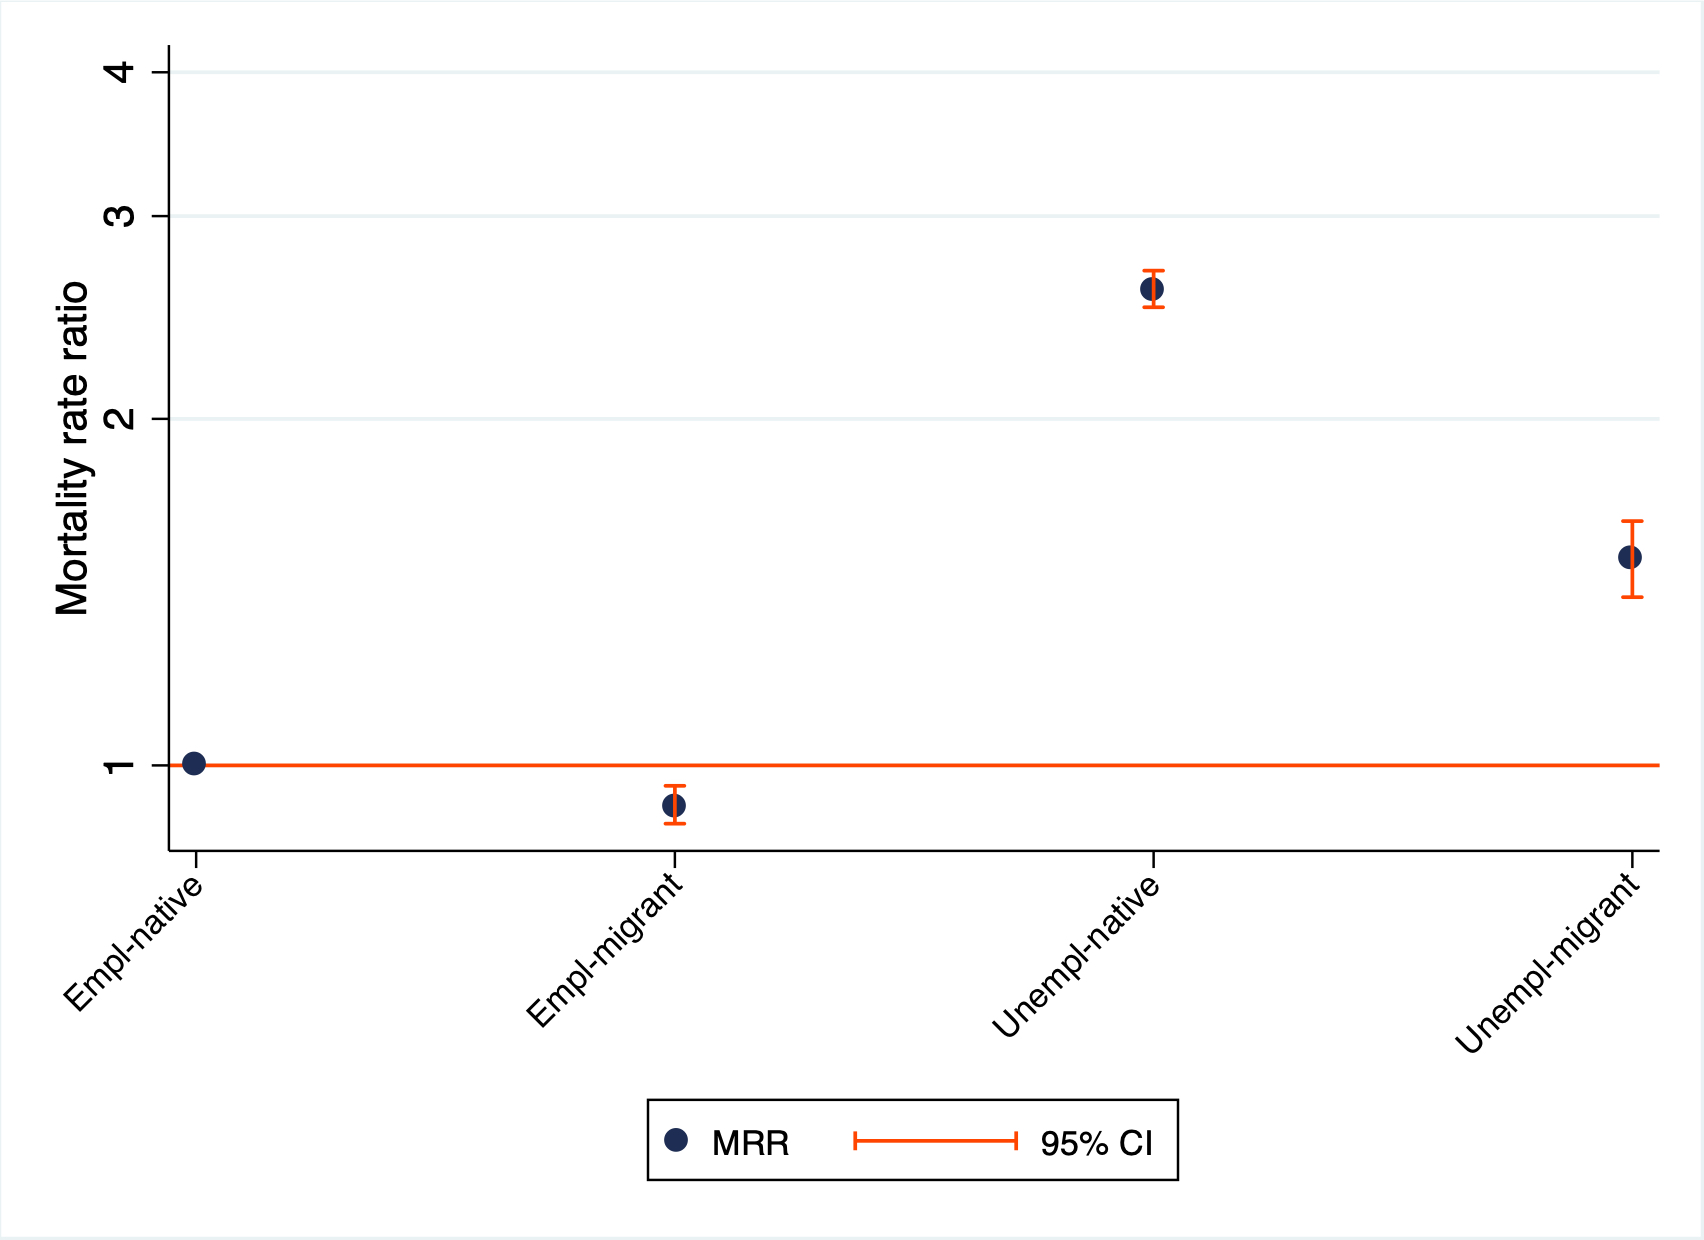 Mortality rate ratio
4
3
2
1
Empl-native
Empl-migrant
Unempl-native
Unempl-migrant
MRR 95% CI